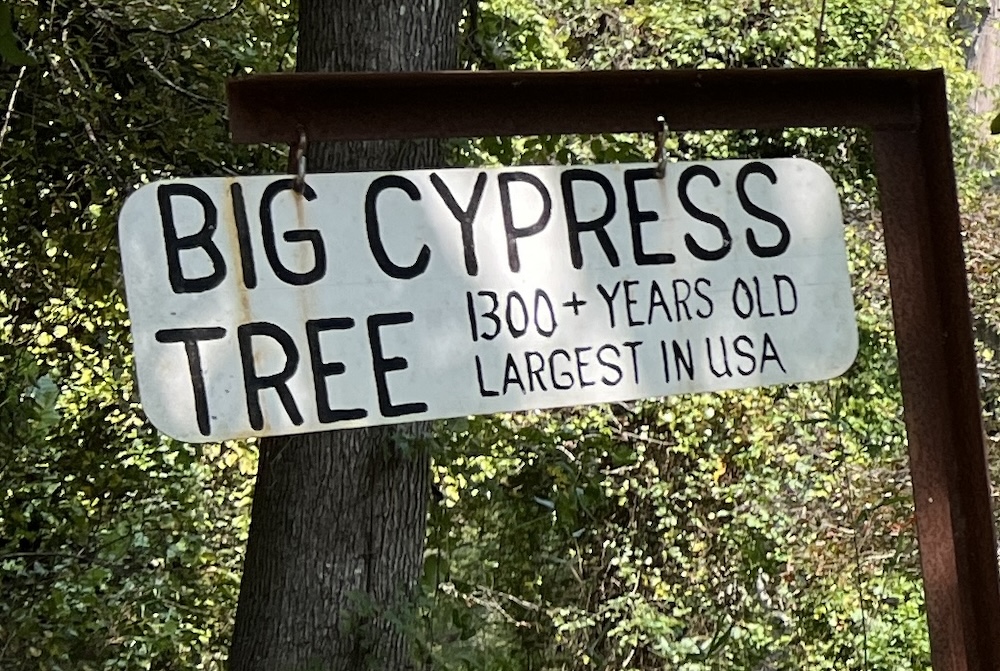 BIG CYPRESS
TREE
1300+ YEARS OLD
LARGEST IN USA